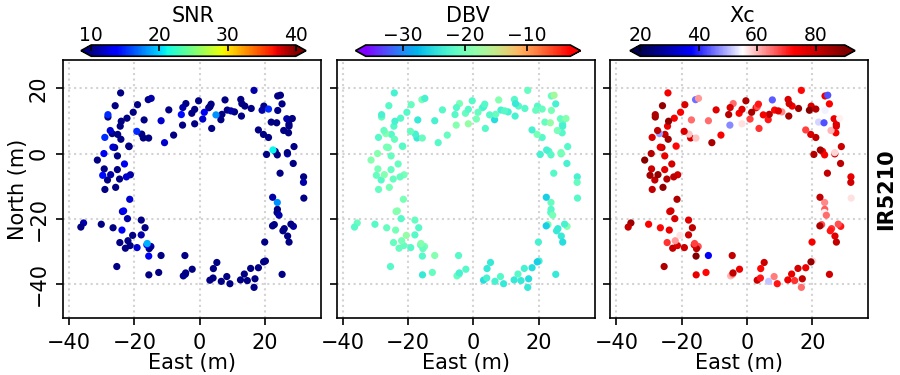 SNR DBV Xc
10 20 30 40 −30 −20 −10 20 40 60 80
20
0
−20
−40
North (m)
−40 −20 0 20 −40 −20 0 20 −40 −20 0 20
East (m) East (m) East (m)
IR5210